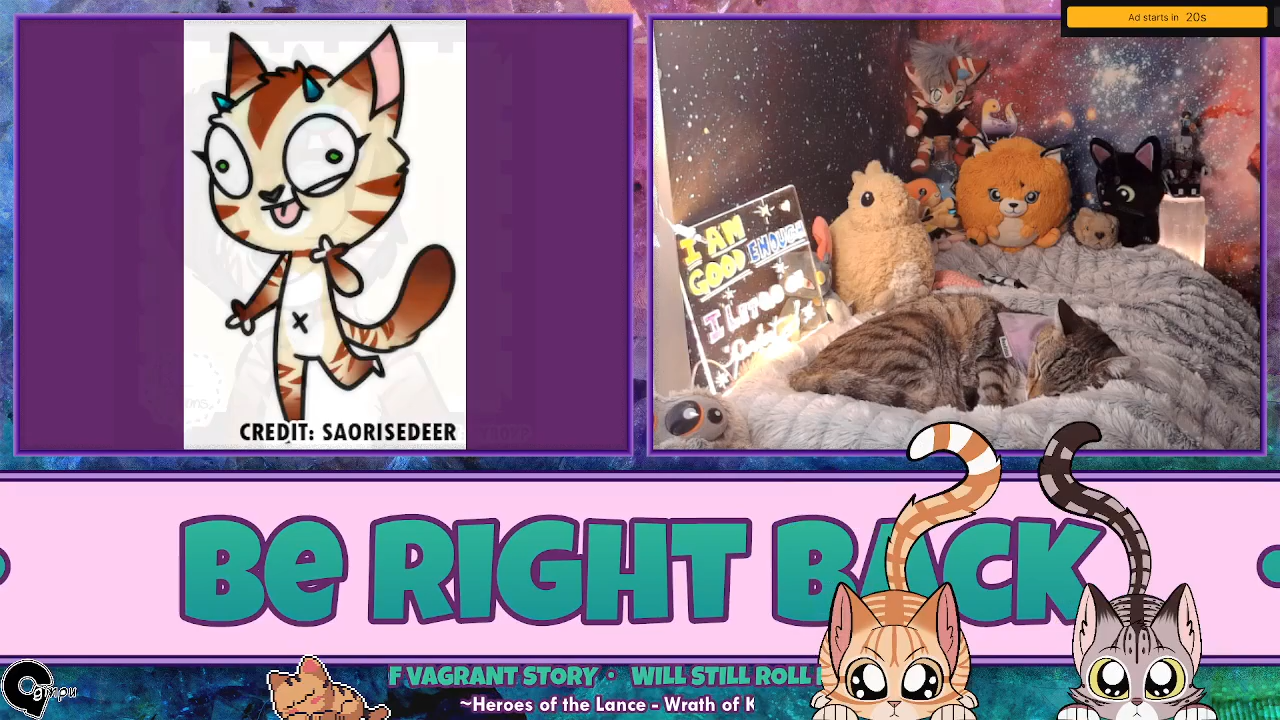 Ad starts in 20s
I AM
GOOD ENOUGH
CREDIT: SAORISEDEER
Be RIGHT BACK
F VAGRANT STORY • WILL STILL ROLL
~Heroes of the Lance - Wrath of K